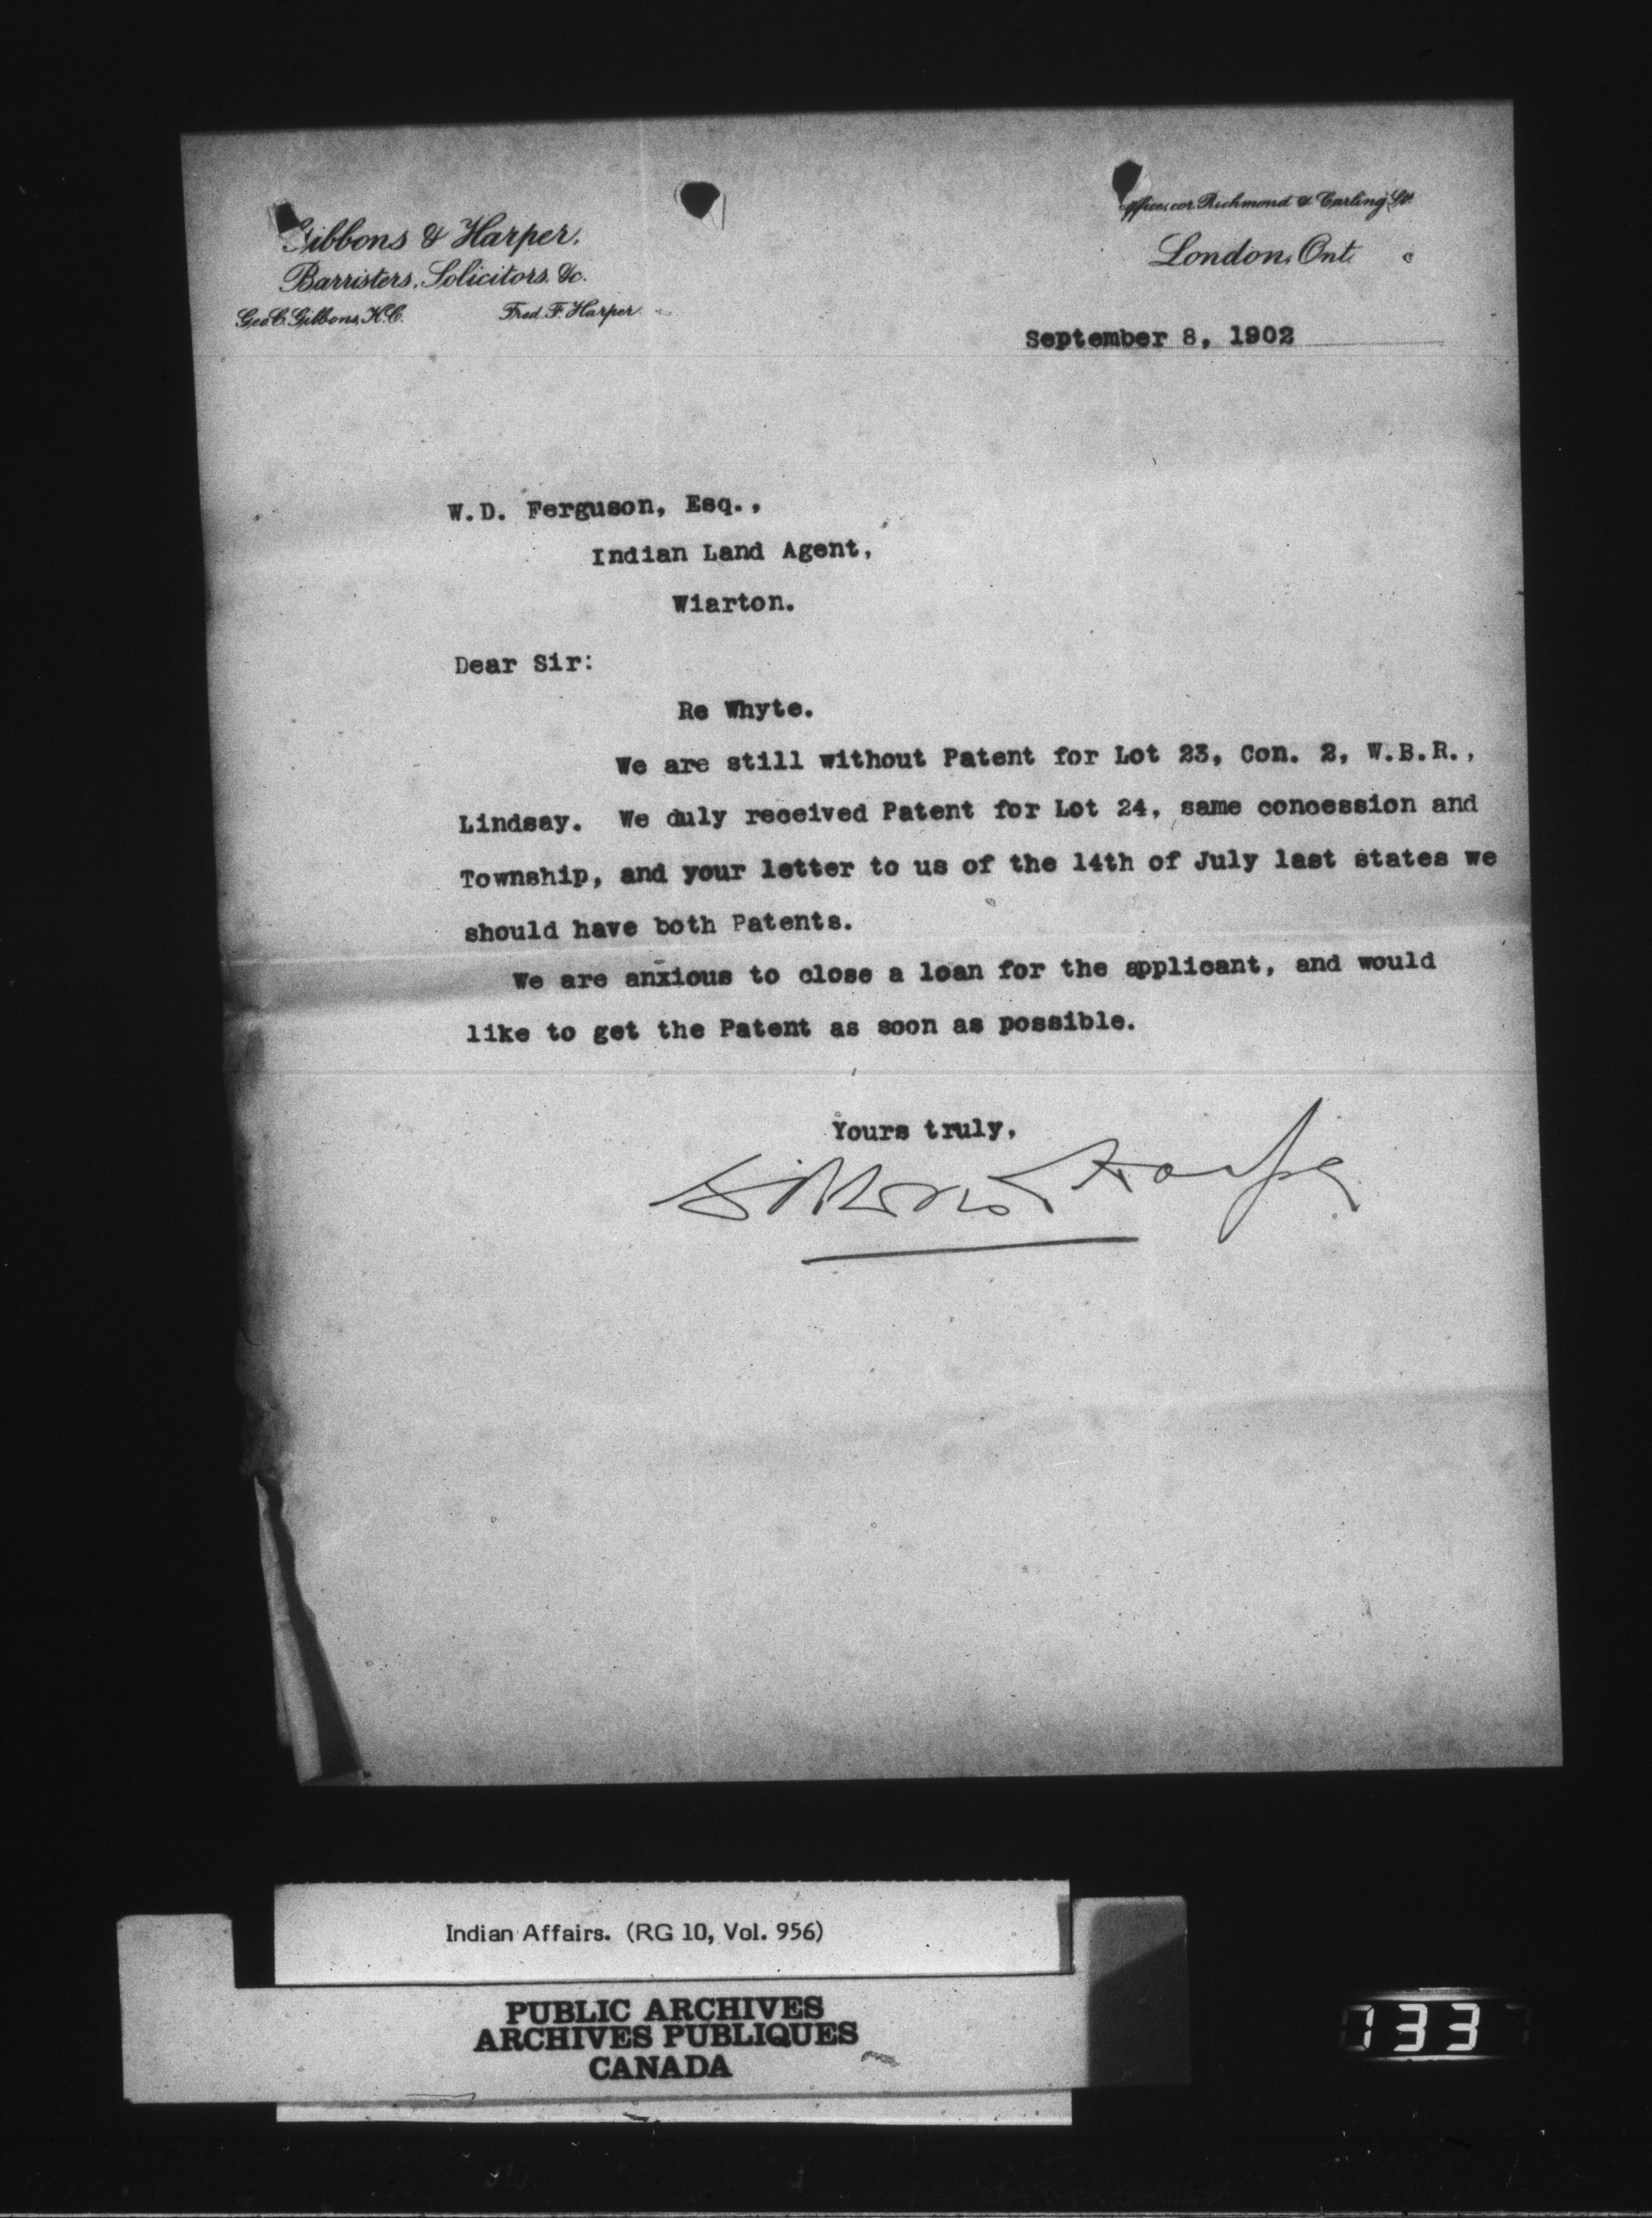 Gibbons & Harper,
Barristers, Solicitors, &c.
Geo. C. Gibbons, K.C. Fred. F. Harper.
Office, cor. Richmond & Carling St.
London, Ont.
September 8, 1902
W.D. Ferguson, Esq.,
Indian Land Agent,
Wiarton.
Dear Sir:
Re Whyte.
We are still without Patent for Lot 23, Con. 2, W.B.R.,
Lindsay. We duly received Patent for Lot 24, same concession and
Township, and your letter to us of the 14th of July last states we
should have both Patents.
We are anxious to close a loan for the applicant, and would
like to get the Patent as soon as possible.
Yours truly,
Gibbons & Harper
Indian Affairs. (RG 10, Vol. 956)
PUBLIC ARCHIVES
ARCHIVES PUBLIQUES
CANADA
133